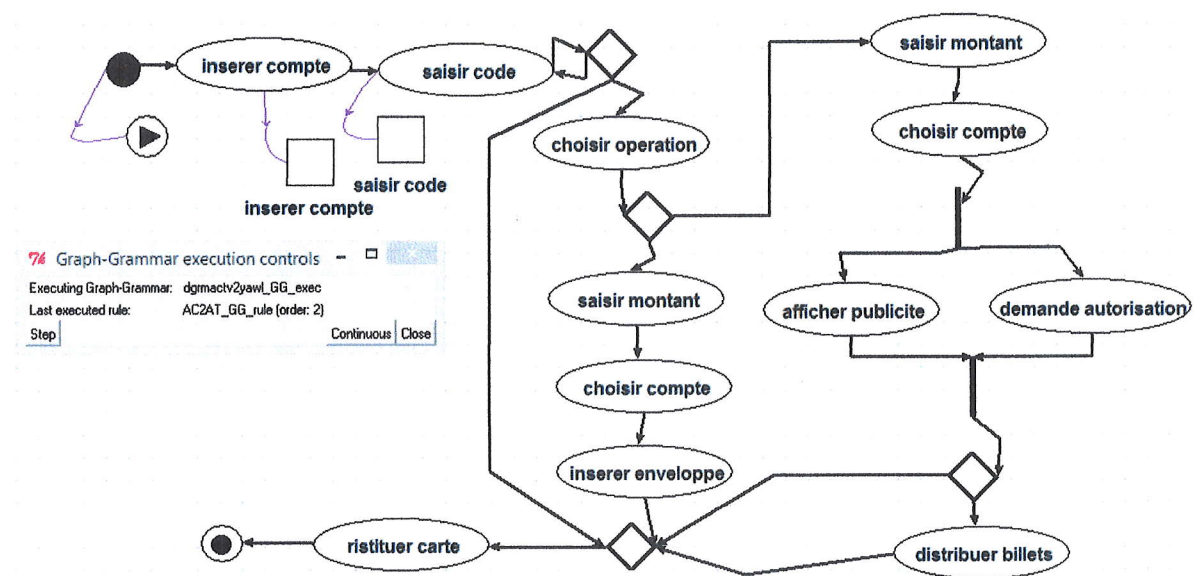 saisir montant
inserer compte
saisir code
choisir compte
choisir operation
saisir code
inserer compte
7% Graph-Grammar execution controls
Executing Graph-Grammar: dgrmactv2yawl_GG_exec
Last executed rule: AC2AT_GG_rule (order: 2)
Step Continuous Close
saisir montant
afficher publicite
demande autorisation
choisir compte
inserer enveloppe
ristituer carte
distribuer billets